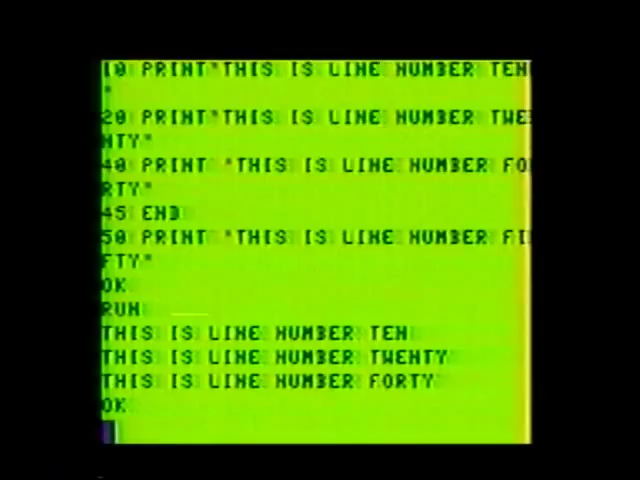 10 PRINT"THIS IS LINE NUMBER TEN
"
20 PRINT"THIS IS LINE NUMBER TWE
NTY"
40 PRINT "THIS IS LINE NUMBER FO
RTY"
45 END
50 PRINT "THIS IS LINE NUMBER FI
FTY"
OK
RUN
THIS IS LINE NUMBER TEN
THIS IS LINE NUMBER TWENTY
THIS IS LINE NUMBER FORTY
OK